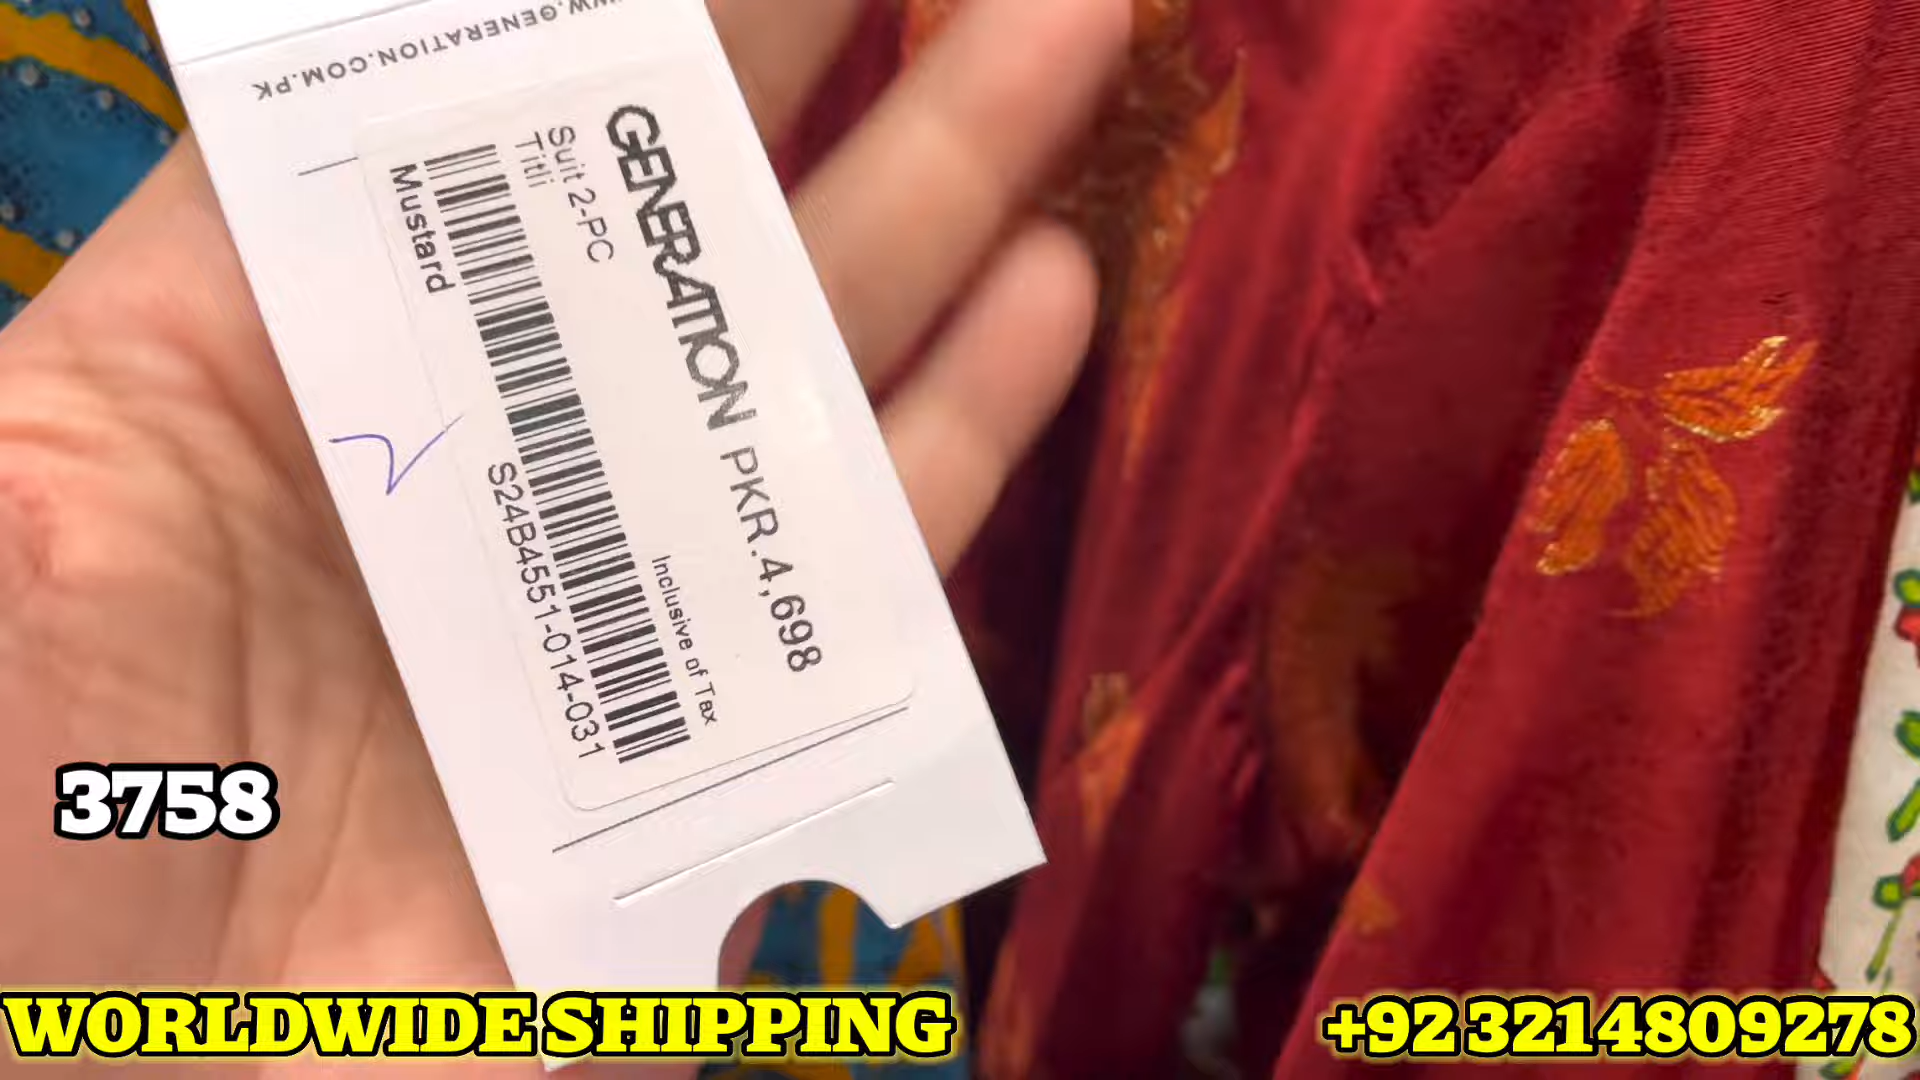 WW.GENERATION.COM.PK
GENERATION PKR.4,698
Inclusive of Tax
Suit 2-PC
Titli
S24B4551-014-031
Mustard
3758
WORLDWIDE SHIPPING
+92 3214809278